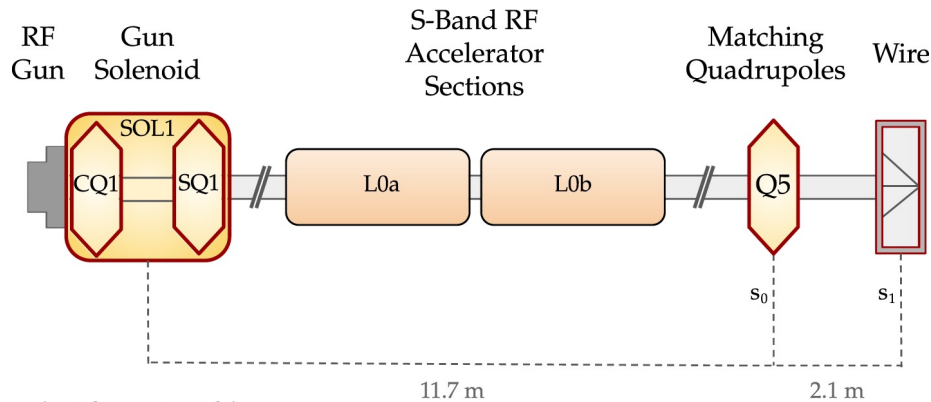 RF
Gun
Gun
Solenoid
S-Band RF
Accelerator
Sections
Matching
Quadrupoles
Wire
SOL1
CQ1
SQ1
L0a
L0b
Q5
s₀
s₁
11.7 m
2.1 m